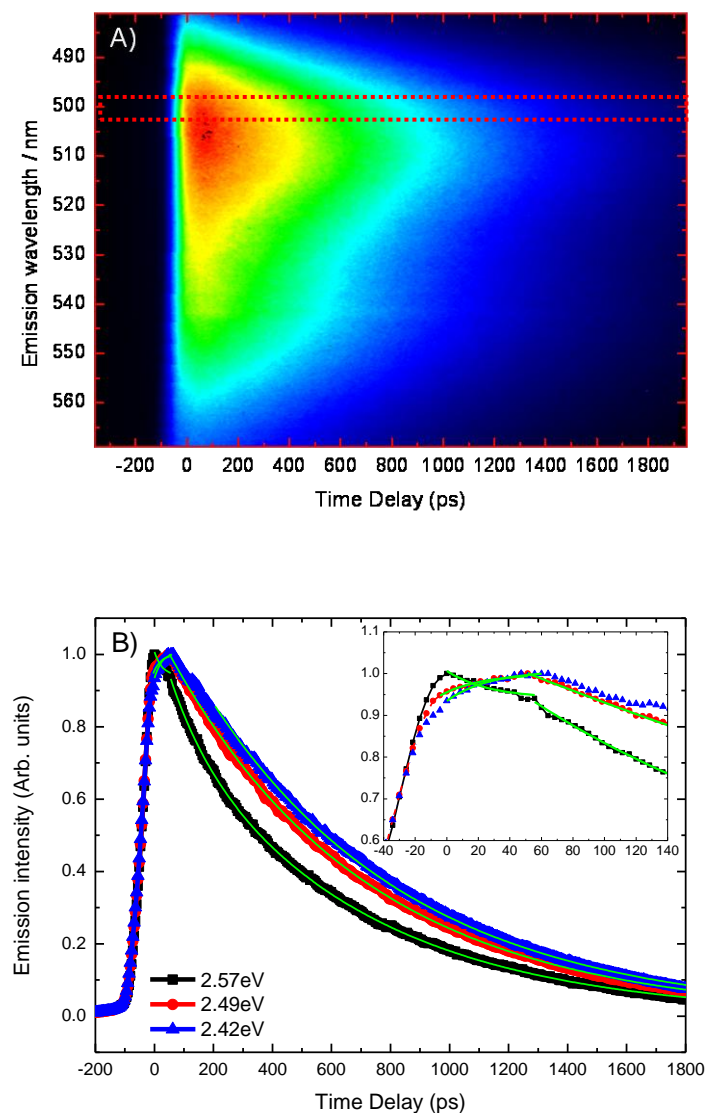 A)
490
500
510
520
530
540
550
560
Emission wavelength / nm
-200 0 200 400 600 800 1000 1200 1400 1600 1800
Time Delay (ps)
B)
1.0
0.8
0.6
0.4
0.2
0.0
Emission intensity (Arb. units)
1.1
1.0
0.9
0.8
0.7
0.6
-40 -20 0 20 40 60 80 100 120 140
2.57eV
2.49eV
2.42eV
-200 0 200 400 600 800 1000 1200 1400 1600 1800
Time Delay (ps)